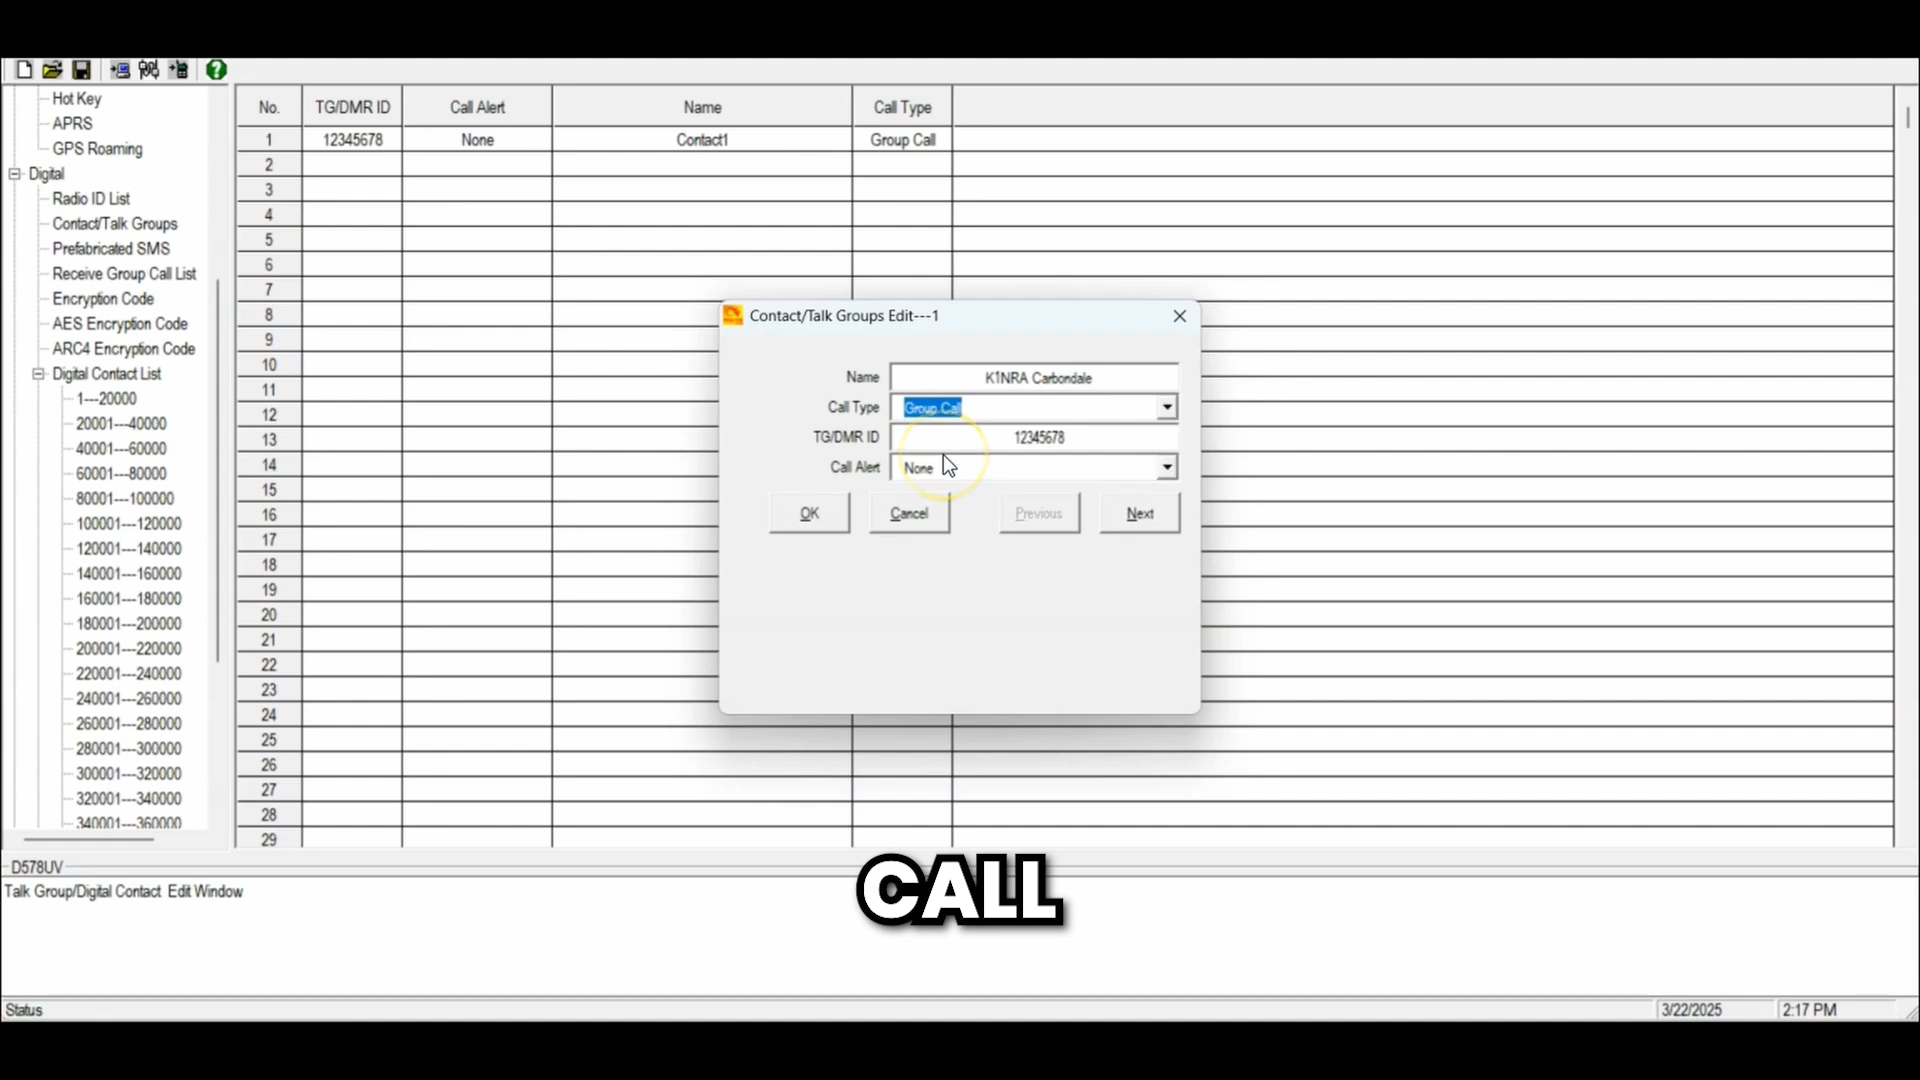 Hot Key
APRS
GPS Roaming
Digital
Radio ID List
Contact/Talk Groups
Prefabricated SMS
Receive Group Call List
Encryption Code
AES Encryption Code
ARC4 Encryption Code
Digital Contact List
1---20000
20001---40000
40001---60000
60001---80000
80001---100000
100001---120000
120001---140000
140001---160000
160001---180000
180001---200000
200001---220000
220001---240000
240001---260000
260001---280000
280001---300000
300001---320000
320001---340000
340001---360000
No. TG/DMR ID Call Alert Name Call Type
1 12345678 None Contact1 Group Call
2
3
4
5
6
7
8
9
10
11
12
13
14
15
16
17
18
19
20
21
22
23
24
25
26
27
28
29
Contact/Talk Groups Edit---1
Name K1NRA Carbondale
Call Type Group Call
TG/DMR ID 12345678
Call Alert None
OK Cancel Previous Next
D578UV
Talk Group/Digital Contact Edit Window
CALL
Status 3/22/2025 2:17 PM